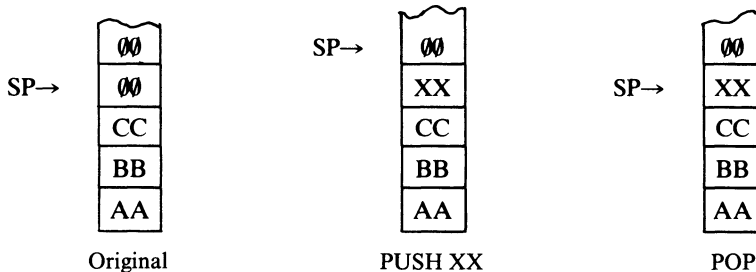 ØØ ØØ ØØ
SP→ ØØ SP→ XX SP→ XX
CC CC CC
BB BB BB
AA AA AA
Original PUSH XX POP